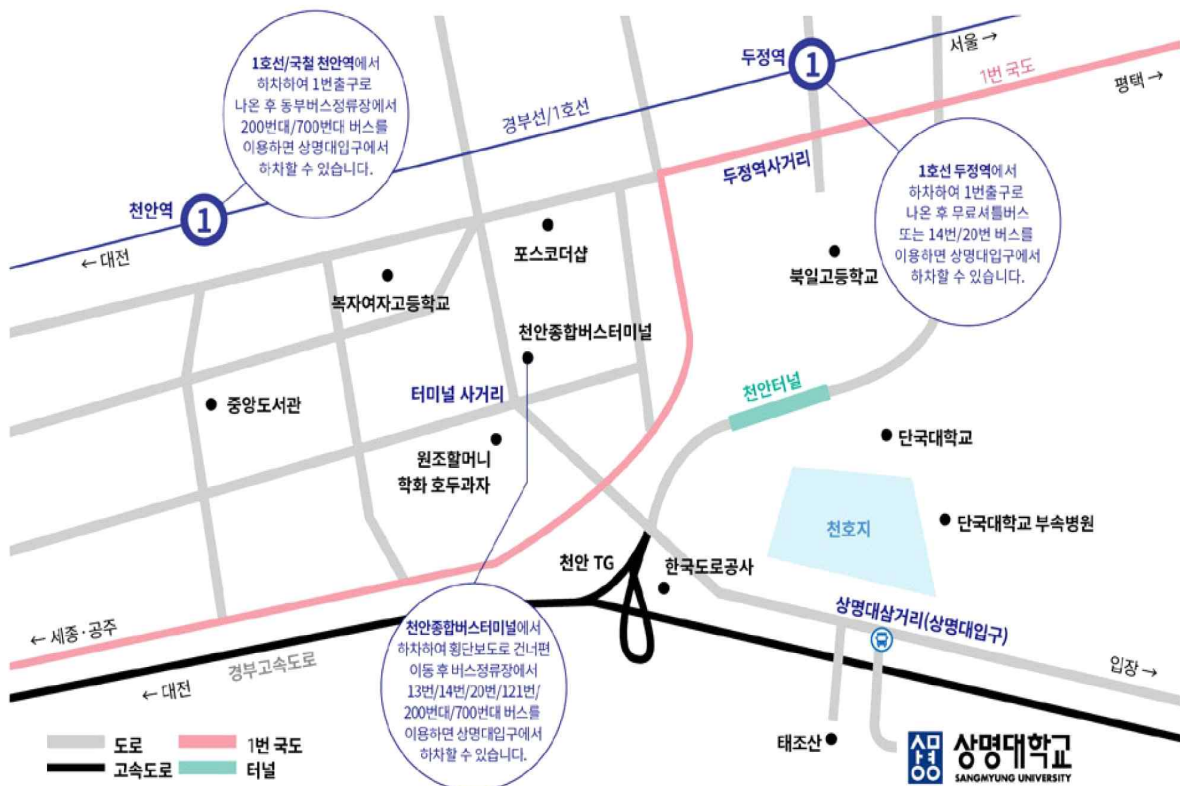 1호선/국철 천안역에서
하차하여 1번출구로
나온 후 동부버스정류장에서
200번대/700번대 버스를
이용하면 상명대입구에서
하차할 수 있습니다.
두정역
1
서울 →
1번 국도
평택 →
경부선/1호선
두정역사거리
1호선 두정역에서
하차하여 1번출구로
나온 후 무료셔틀버스
또는 14번/20번 버스를
이용하면 상명대입구에서
하차할 수 있습니다.
천안역
1
← 대전
포스코더샵
복자여자고등학교
북일고등학교
천안종합버스터미널
터미널 사거리
천안터널
중앙도서관
원조할머니
학화 호두과자
단국대학교
천호지
단국대학교 부속병원
천안 TG
한국도로공사
상명대삼거리(상명대입구)
← 세종·공주
경부고속도로
← 대전
천안종합버스터미널에서
하차하여 횡단보도로 건너편
이동 후 버스정류장에서
13번/14번/20번/121번/
200번대/700번대 버스를
이용하면 상명대입구에서
하차할 수 있습니다.
입장 →
태조산
도로
1번 국도
고속도로
터널
상명
상명대학교
SANGMYUNG UNIVERSITY